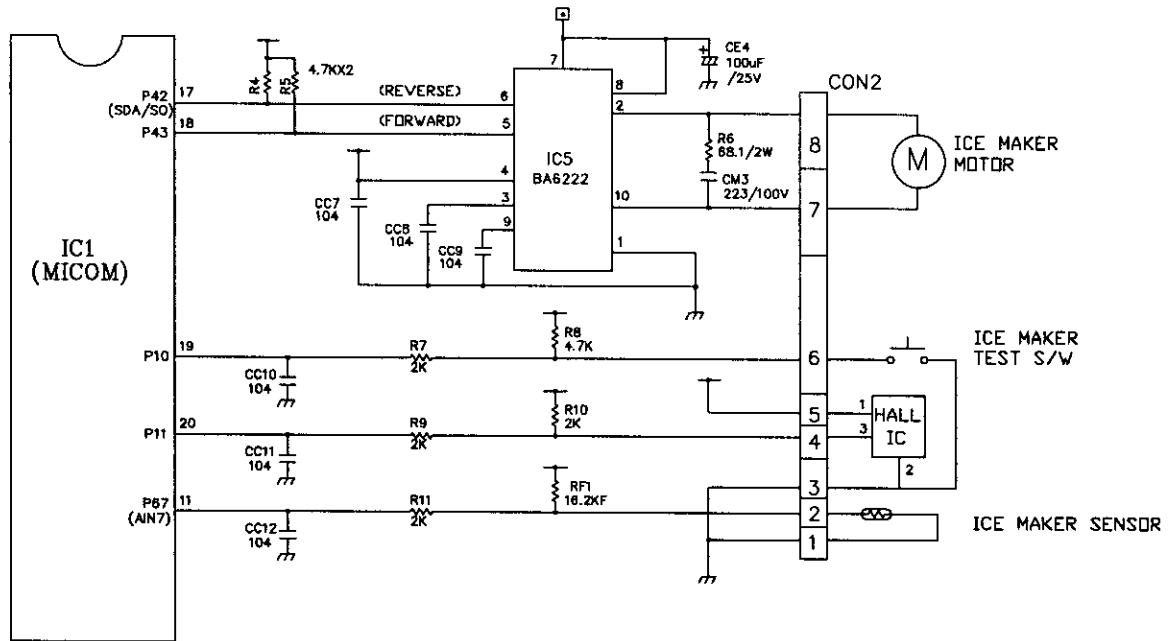 IC1
(MICOM)
P42
(SDA/SO)
17
P43
18
R4
R5
4.7KX2
(REVERSE)
(FORWARD)
7
6
5
4
3
9
8
2
10
1
IC5
BA6222
CE4
100uF
/25V
R6
68.1/2W
CM3
223/100V
CC7
104
CC8
104
CC9
104
CON2
8
7
6
5
4
3
2
1
M
ICE MAKER
MOTOR
P10
19
CC10
104
R7
2K
R8
4.7K
ICE MAKER
TEST S/W
P11
20
CC11
104
R9
2K
R10
2K
1
3
2
HALL
IC
P67
(AIN7)
11
CC12
104
R11
2K
RF1
16.2KF
ICE MAKER SENSOR